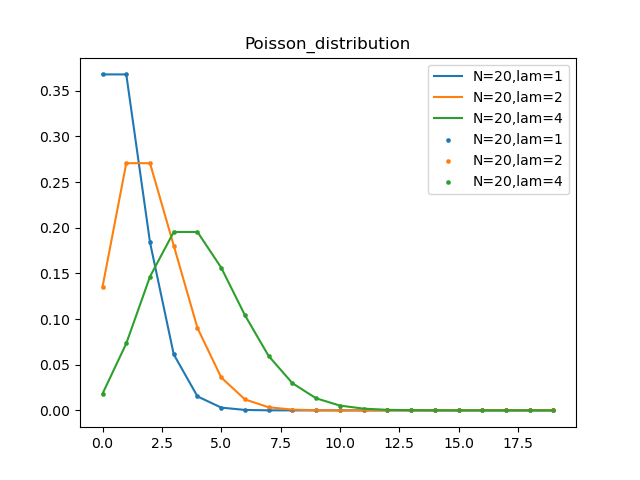 Poisson_distribution
N=20,lam=1
N=20,lam=2
N=20,lam=4
N=20,lam=1
N=20,lam=2
N=20,lam=4
0.35
0.30
0.25
0.20
0.15
0.10
0.05
0.00
0.0 2.5 5.0 7.5 10.0 12.5 15.0 17.5